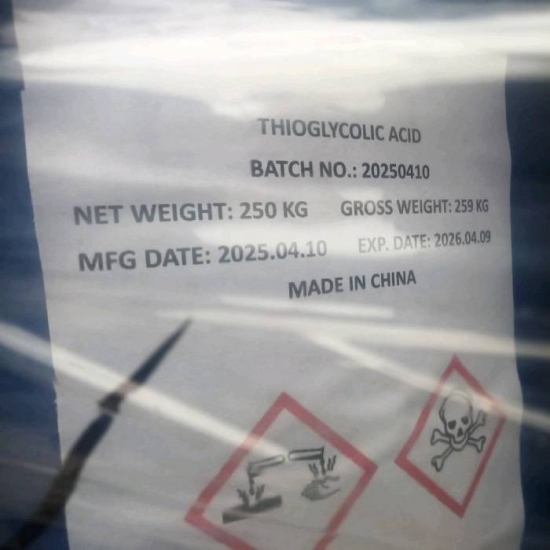 THIOGLYCOLIC ACID
BATCH NO.: 20250410
NET WEIGHT: 250 KG GROSS WEIGHT: 259 KG
MFG DATE: 2025.04.10 EXP. DATE: 2026.04.09
MADE IN CHINA